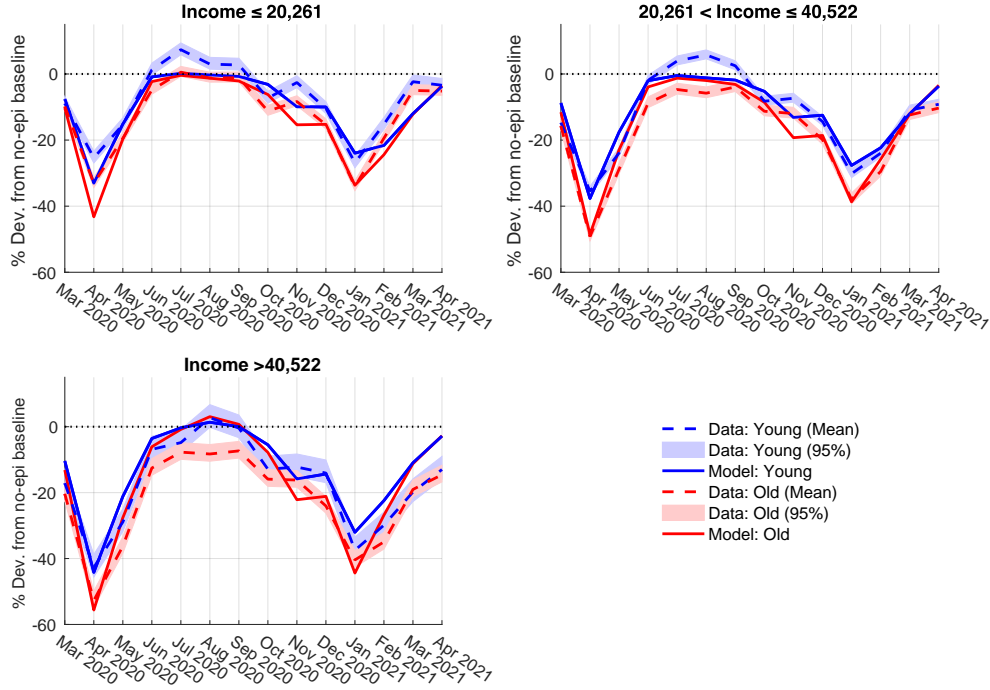 Income ≤ 20,261
% Dev. from no-epi baseline
0
-20
-40
-60
Mar 2020
Apr 2020
May 2020
Jun 2020
Jul 2020
Aug 2020
Sep 2020
Oct 2020
Nov 2020
Dec 2020
Jan 2021
Feb 2021
Mar 2021
Apr 2021
20,261 < Income ≤ 40,522
% Dev. from no-epi baseline
0
-20
-40
-60
Mar 2020
Apr 2020
May 2020
Jun 2020
Jul 2020
Aug 2020
Sep 2020
Oct 2020
Nov 2020
Dec 2020
Jan 2021
Feb 2021
Mar 2021
Apr 2021
Income >40,522
% Dev. from no-epi baseline
0
-20
-40
-60
Mar 2020
Apr 2020
May 2020
Jun 2020
Jul 2020
Aug 2020
Sep 2020
Oct 2020
Nov 2020
Dec 2020
Jan 2021
Feb 2021
Mar 2021
Apr 2021
Data: Young (Mean)
Data: Young (95%)
Model: Young
Data: Old (Mean)
Data: Old (95%)
Model: Old